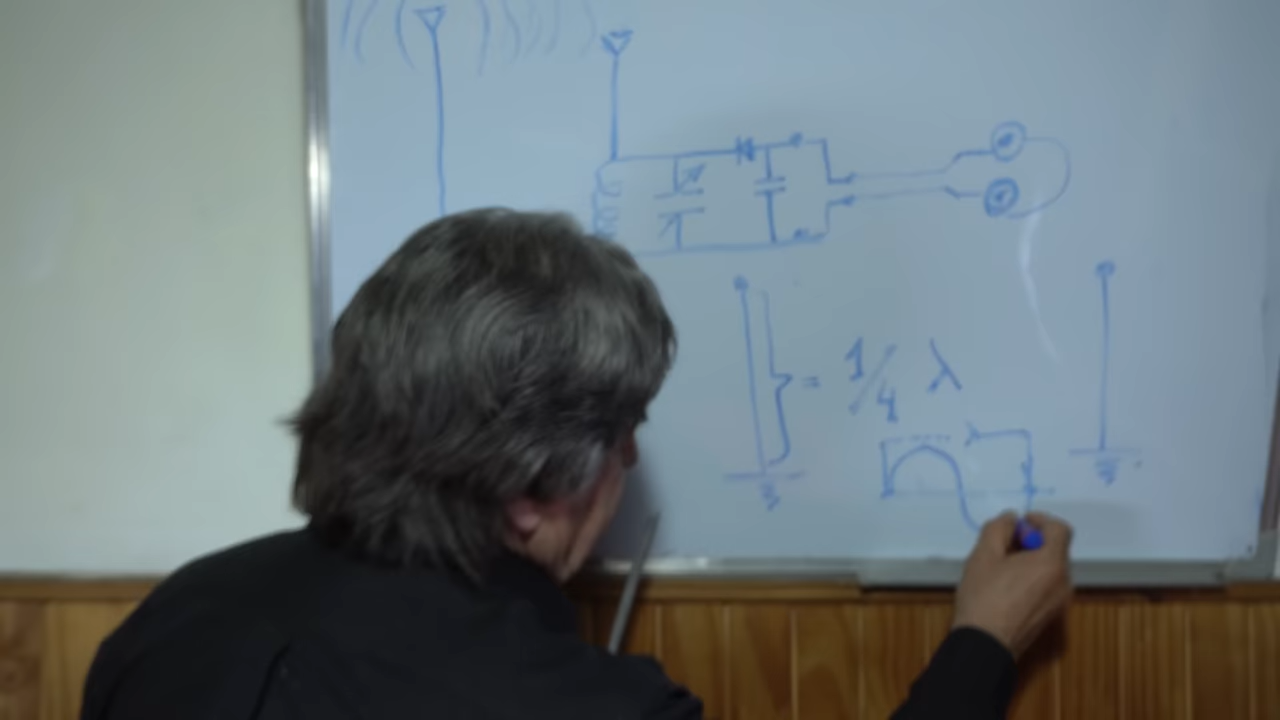 = 1/4 λ